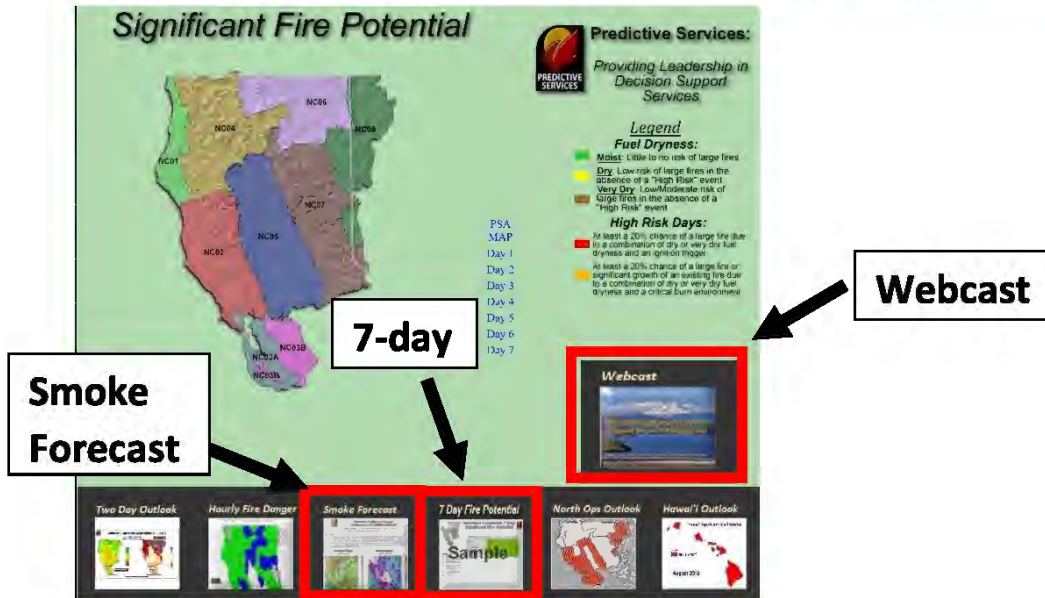 Significant Fire Potential
PREDICTIVE
SERVICES
Predictive Services:
Providing Leadership in
Decision Support
Services
Legend
Fuel Dryness:
Moist: Little to no risk of large fires
Dry: Low risk of large fires in the
absence of a "High Risk" event
Very Dry: Low/Moderate risk of
large fires in the absence of a
"High Risk" event
High Risk Days:
At least a 20% chance of a large fire due
to a combination of dry or very dry fuel
dryness and an ignition trigger
At least a 20% chance of a large fire or
significant growth of an existing fire due
to a combination of dry or very dry fuel
dryness and a critical burn environment
NC06
NC08
NC04
NC01
NC07
NC02
NC05
NC03A
NC03B
NC03B
PSA
MAP
Day 1
Day 2
Day 3
Day 4
Day 5
Day 6
Day 7
Webcast
7-day
Smoke
Forecast
Webcast
Two Day Outlook
Hourly Fire Danger
Smoke Forecast
7 Day Fire Potential
Sample
North Ops Outlook
Hawai'i Outlook